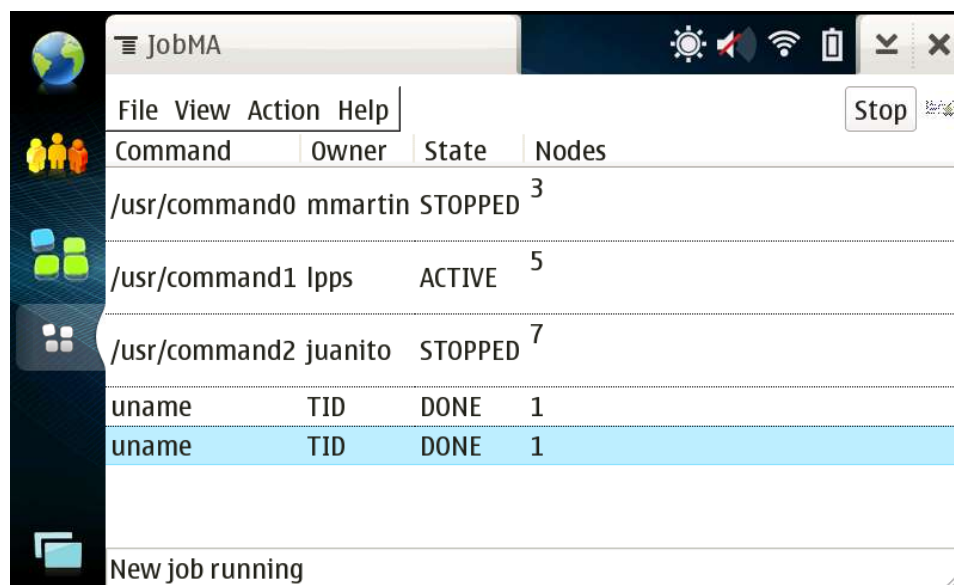 JobMA
File View Action Help Stop
Command Owner State Nodes
/usr/command0 mmartin STOPPED 3
/usr/command1 lpps ACTIVE 5
/usr/command2 juanito STOPPED 7
uname TID DONE 1
uname TID DONE 1
New job running